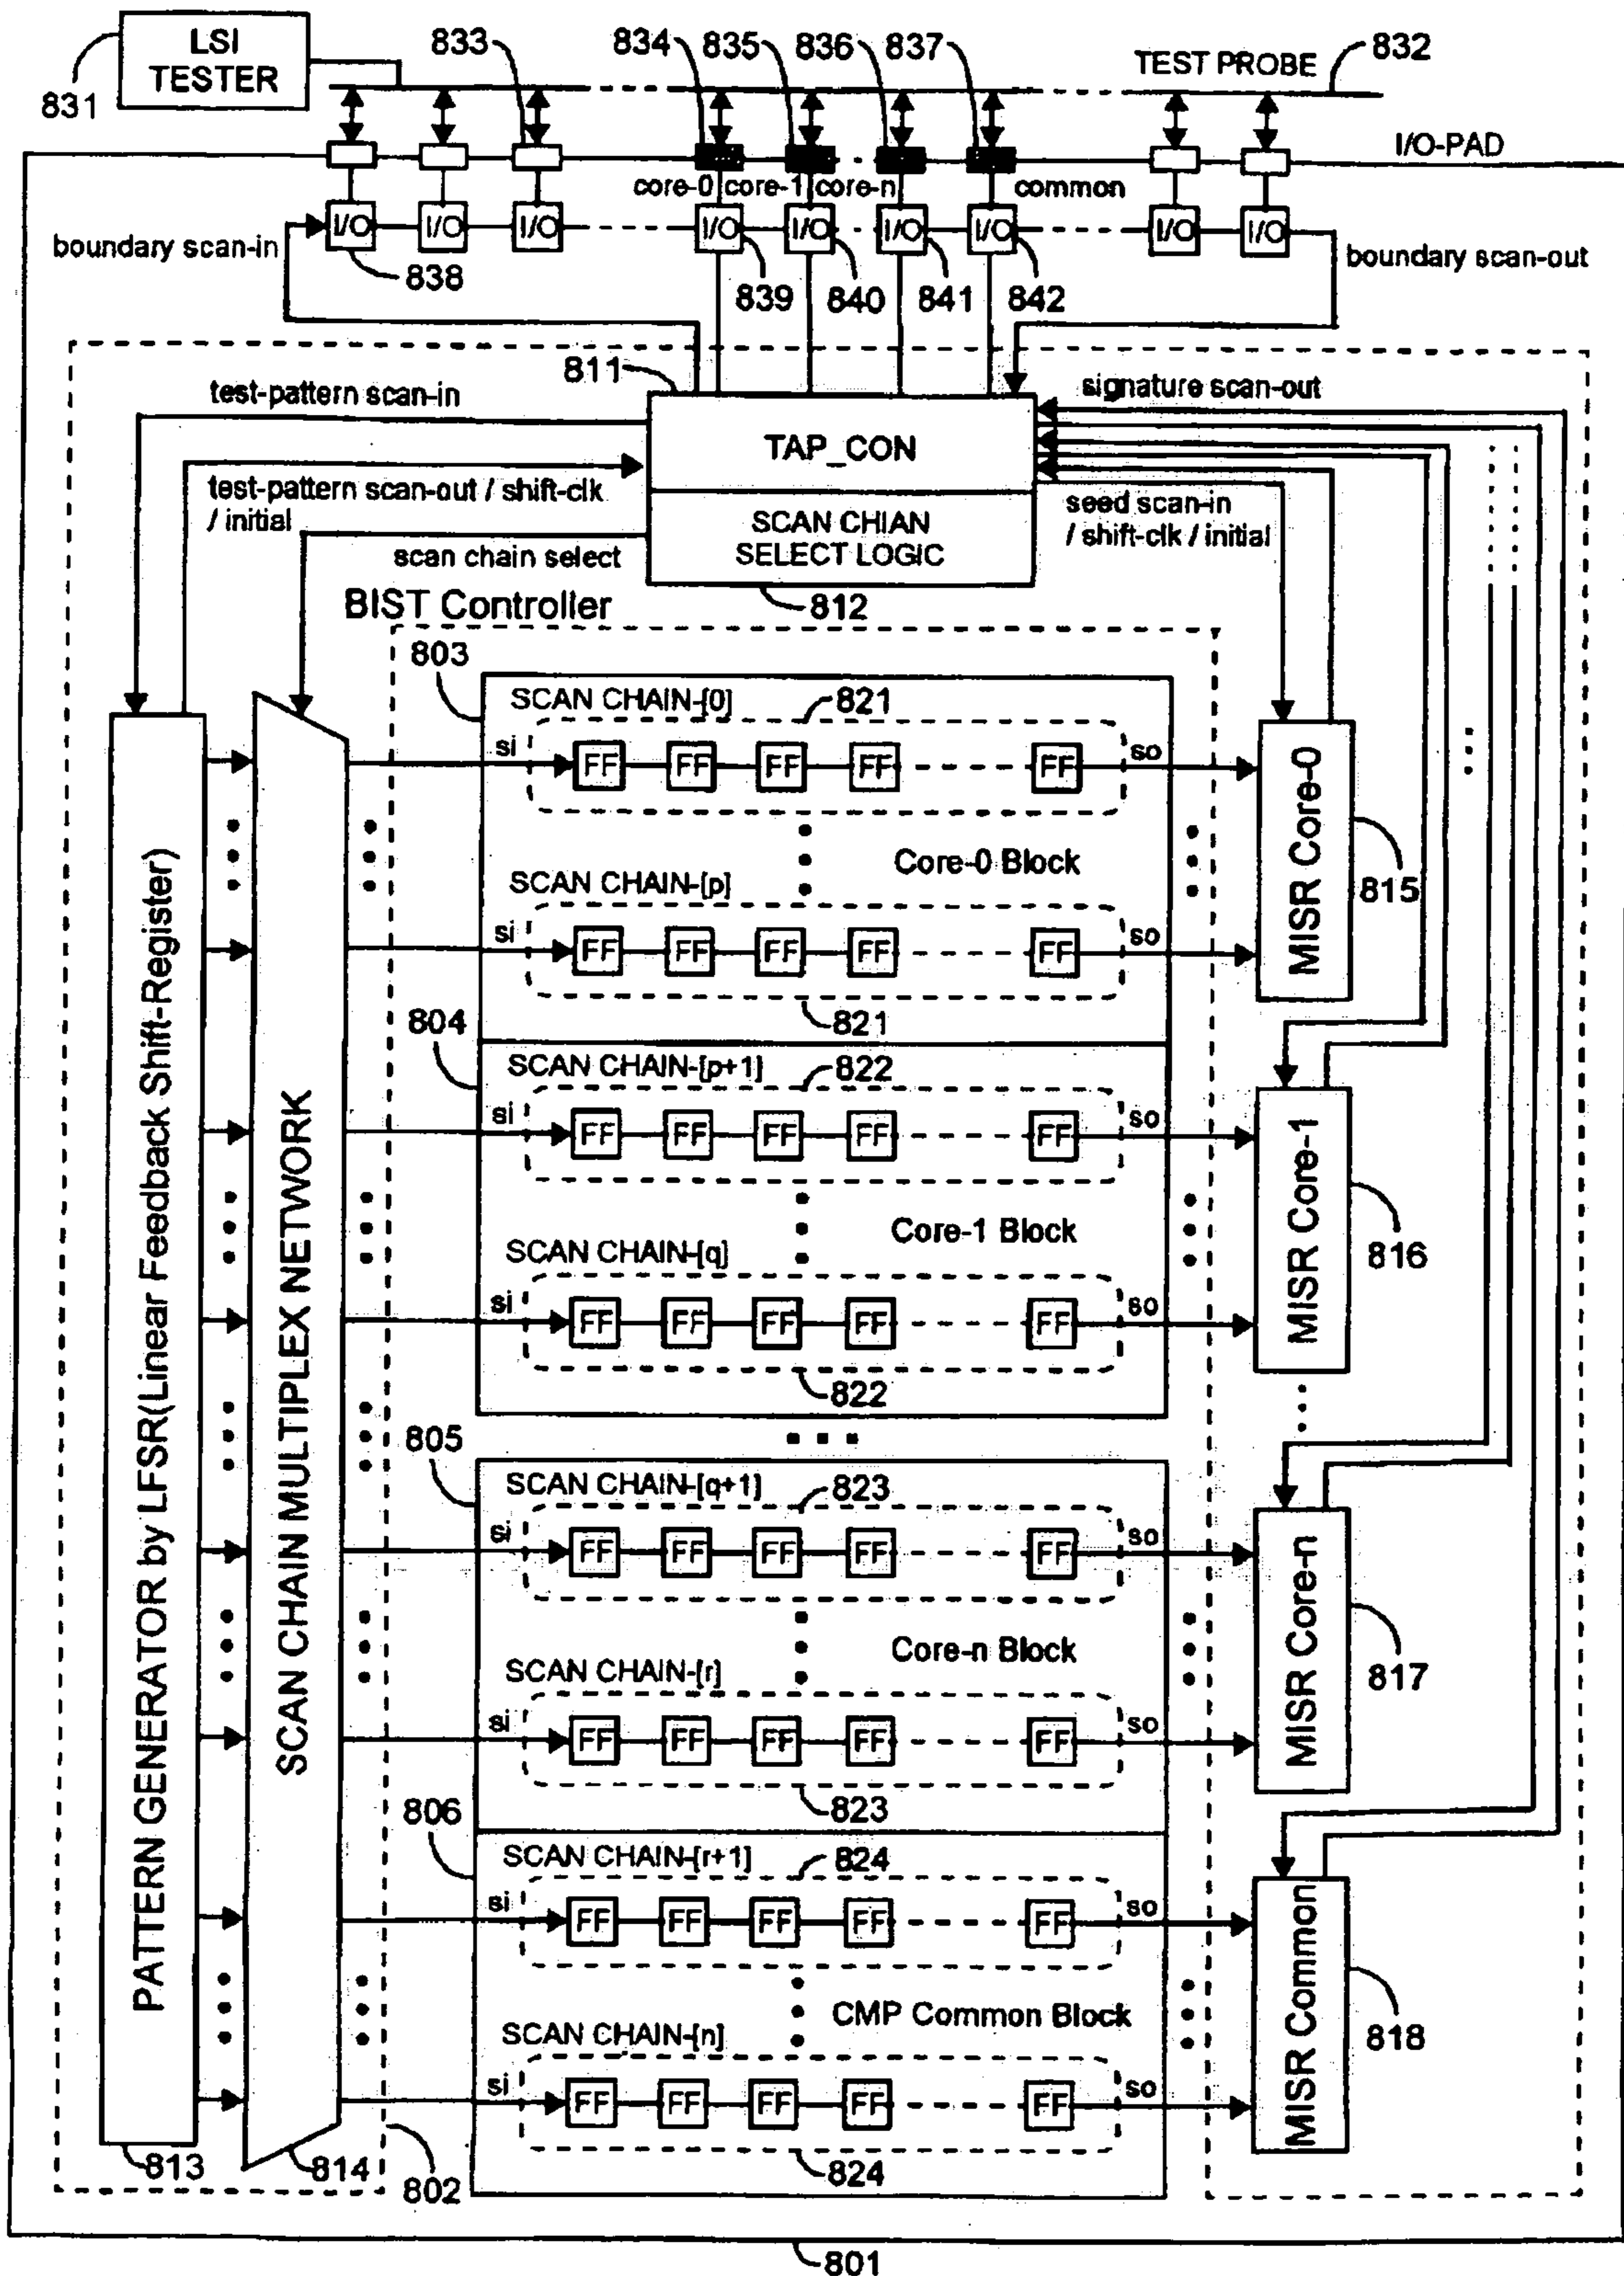 LSI
TESTER
831
833
834
835
836
837
TEST PROBE
832
I/O-PAD
core-0
core-1
core-n
common
I/O
I/O
I/O
I/O
I/O
I/O
I/O
I/O
I/O
boundary scan-in
838
839
840
841
842
boundary scan-out
811
test-pattern scan-in
signature scan-out
TAP_CON
test-pattern scan-out / shift-clk
/ initial
seed scan-in
/ shift-clk / initial
SCAN CHIAN
SELECT LOGIC
scan chain select
812
BIST Controller
803
SCAN CHAIN-[0]
821
si
FF
FF
FF
FF
FF
so
Core-0 Block
SCAN CHAIN-[p]
si
FF
FF
FF
FF
FF
so
821
MISR Core-0
815
804
SCAN CHAIN-[p+1]
822
si
FF
FF
FF
FF
FF
so
Core-1 Block
SCAN CHAIN-[q]
si
FF
FF
FF
FF
FF
so
822
MISR Core-1
816
805
SCAN CHAIN-[q+1]
823
si
FF
FF
FF
FF
FF
so
Core-n Block
SCAN CHAIN-[r]
si
FF
FF
FF
FF
FF
so
823
MISR Core-n
817
806
SCAN CHAIN-[r+1]
824
si
FF
FF
FF
FF
FF
so
CMP Common Block
SCAN CHAIN-[n]
si
FF
FF
FF
FF
FF
so
824
MISR Common
818
PATTERN GENERATOR by LFSR(Linear Feedback Shift-Register)
SCAN CHAIN MULTIPLEX NETWORK
813
814
802
801